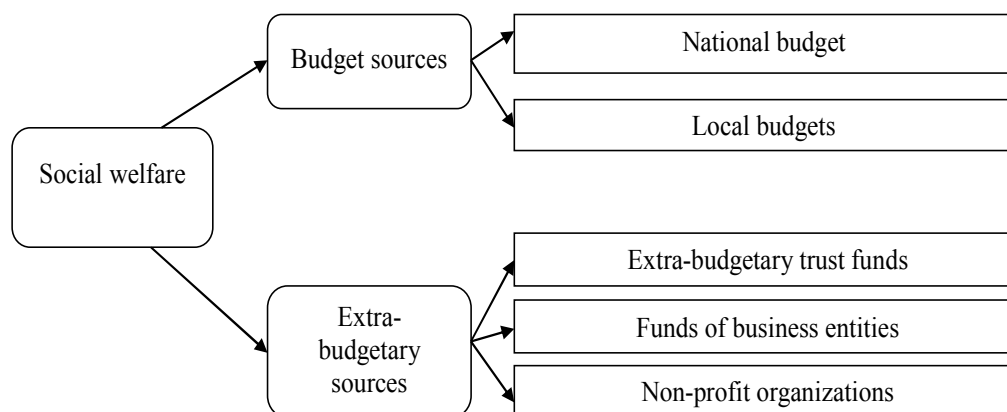 Social welfare
Budget sources
National budget
Local budgets
Extra-
budgetary
sources
Extra-budgetary trust funds
Funds of business entities
Non-profit organizations